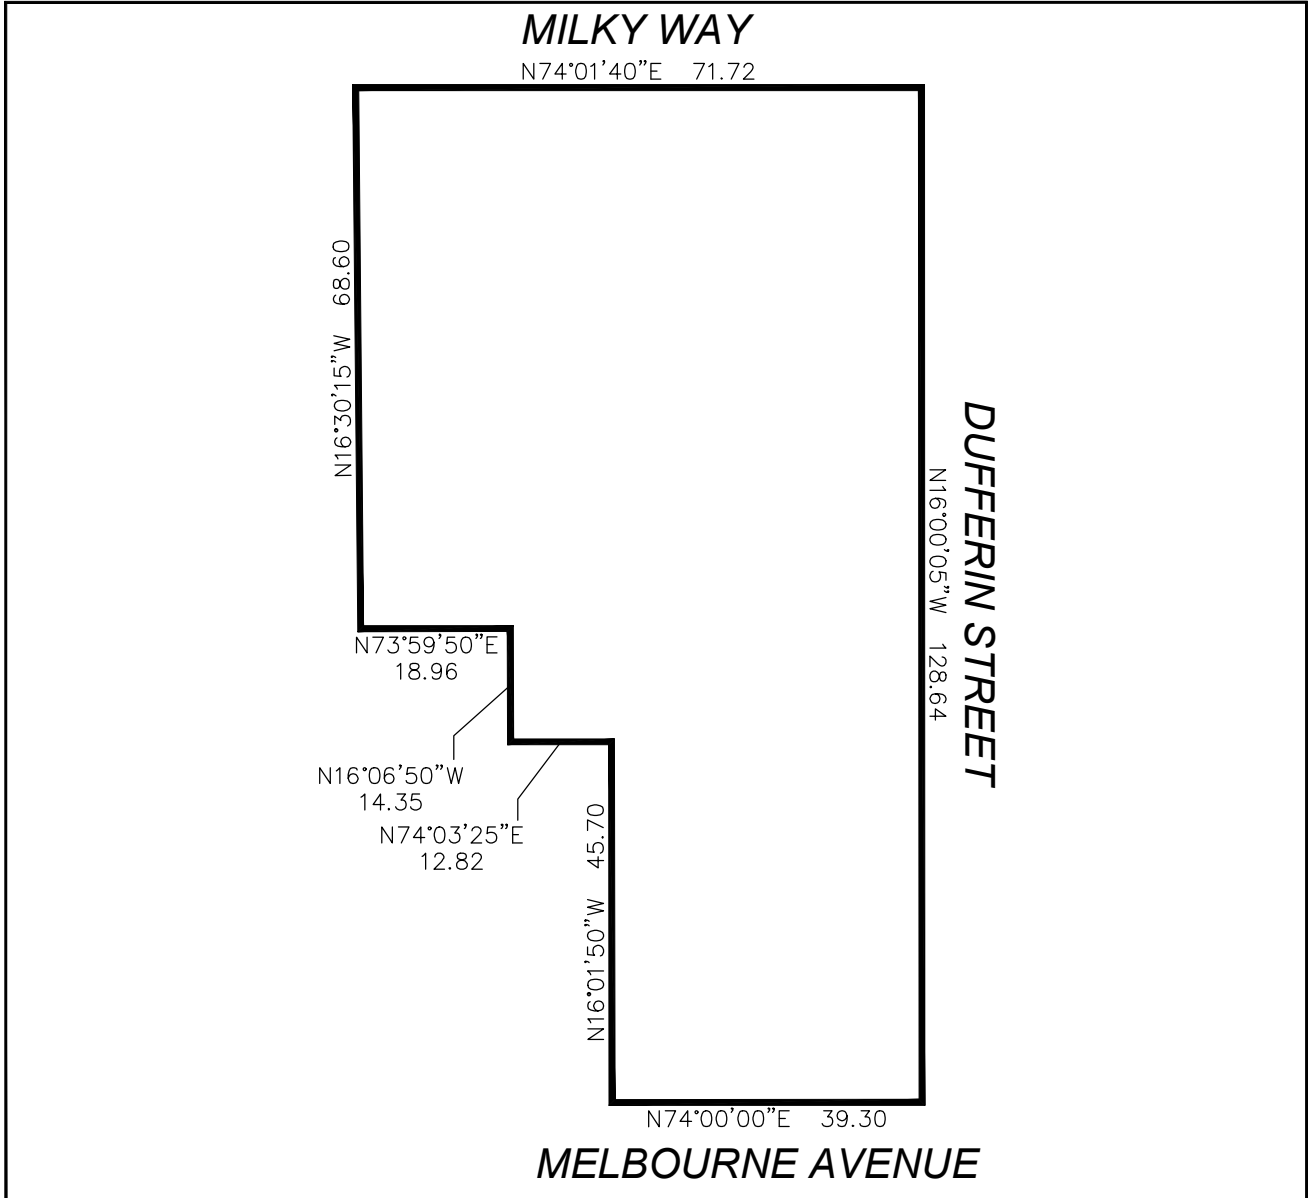 MILKY WAY
N74°01'40"E 71.72
N16°30'15"W 68.60
DUFFERIN STREET
N16°00'05"W 128.64
N73°59'50"E
18.96
N16°06'50"W
14.35
N74°03'25"E
12.82
N16°01'50"W 45.70
N74°00'00"E 39.30
MELBOURNE AVENUE